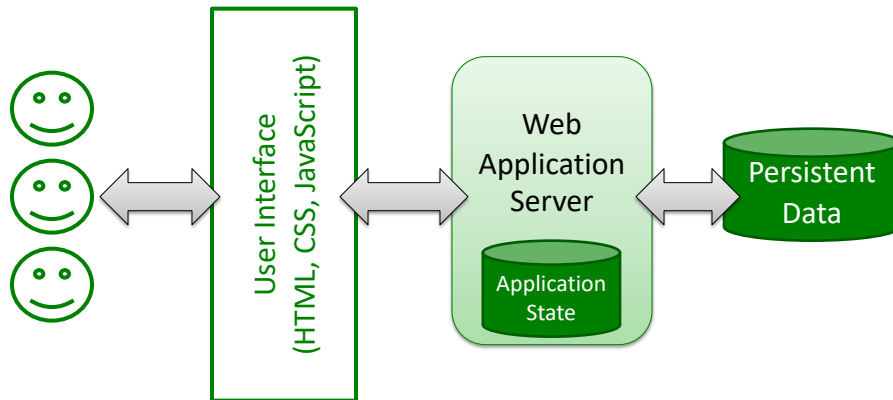 User Interface
(HTML, CSS, JavaScript)
Web
Application
Server
Application
State
Persistent
Data